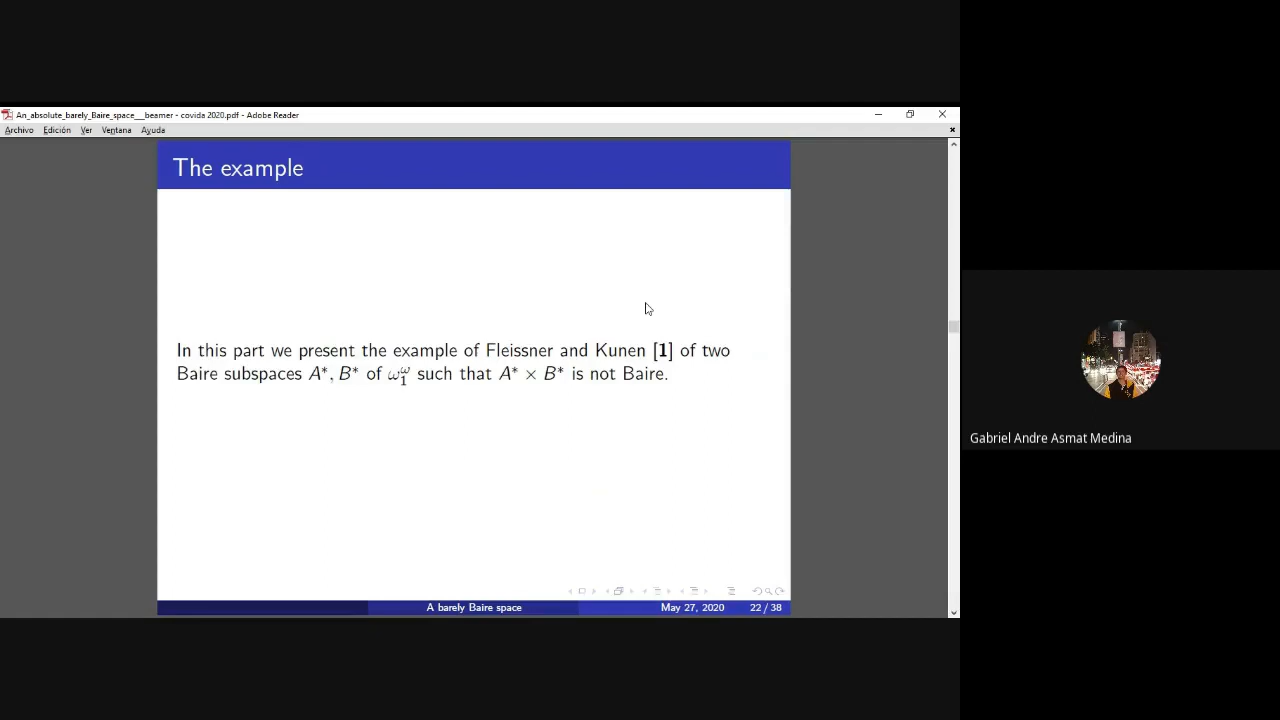 An_absolute_barely_Baire_space__beamer - covida 2020.pdf - Adobe Reader
Archivo Edición Ver Ventana Ayuda
The example
In this part we present the example of Fleissner and Kunen [1] of two
Baire subspaces A*, B* of ω₁^ω such that A* × B* is not Baire.
A barely Baire space May 27, 2020 22 / 38
Gabriel Andre Asmat Medina